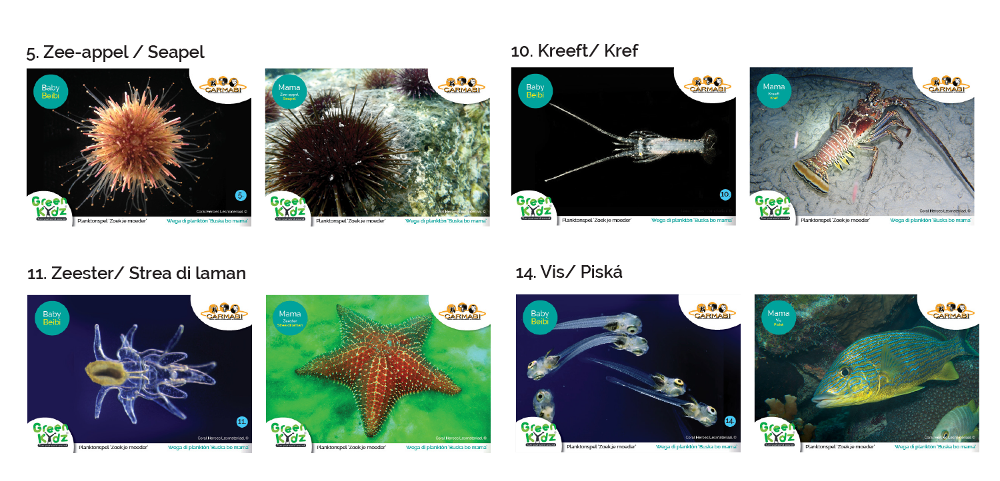 5. Zee-appel / Seapel
Baby
Beibi
CARMABI
5.
Coral Heroes Lesmateriaal ©
Green
Kydz
Planktonspel 'Zoek je moeder'
Wega di planktòn 'Buska bo mama'
Mama
Zee-appel
Seapel
CARMABI
Coral Heroes Lesmateriaal ©
Green
Kydz
Planktonspel 'Zoek je moeder'
Wega di planktòn 'Buska bo mama'
10. Kreeft/ Kref
Baby
Beibi
CARMABI
10
Green
Kydz
Planktonspel 'Zoek je moeder'
Wega di planktòn 'Buska bo mama'
Mama
Kreeft
Kref
CARMABI
Coral Heroes Lesmateriaal ©
Green
Kydz
Planktonspel 'Zoek je moeder'
Wega di planktòn 'Buska bo mama'
11. Zeester/ Strea di laman
Baby
Beibi
CARMABI
11.
Coral Heroes Lesmateriaal ©
Green
Kydz
Planktonspel 'Zoek je moeder'
Wega di planktòn 'Buska bo mama'
Mama
Zeester
Strea di laman
CARMABI
Coral Heroes Lesmateriaal ©
Green
Kydz
Planktonspel 'Zoek je moeder'
Wega di planktòn 'Buska bo mama'
14. Vis/ Piská
Baby
Beibi
CARMABI
14.
Coral Heroes Lesmateriaal ©
Green
Kydz
Planktonspel 'Zoek je moeder'
Wega di planktòn 'Buska bo mama'
Mama
Vis
Piská
CARMABI
Coral Heroes Lesmateriaal ©
Green
Kydz
Planktonspel 'Zoek je moeder'
Wega di planktòn 'Buska bo mama'